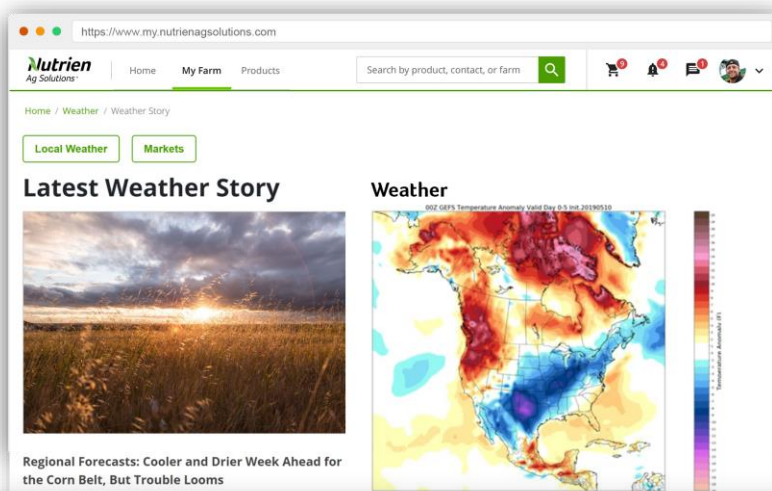 https://www.my.nutrienagsolutions.com
Nutrien
Ag Solutions™
Home
My Farm
Products
Search by product, contact, or farm
9
4
1
Home / Weather / Weather Story
Local Weather
Markets
Latest Weather Story
Weather
00Z GEFS Temperature Anomaly Valid Day 0-5 Init.20190510
Temperature Anomaly (F)
Regional Forecasts: Cooler and Drier Week Ahead for
the Corn Belt, But Trouble Looms